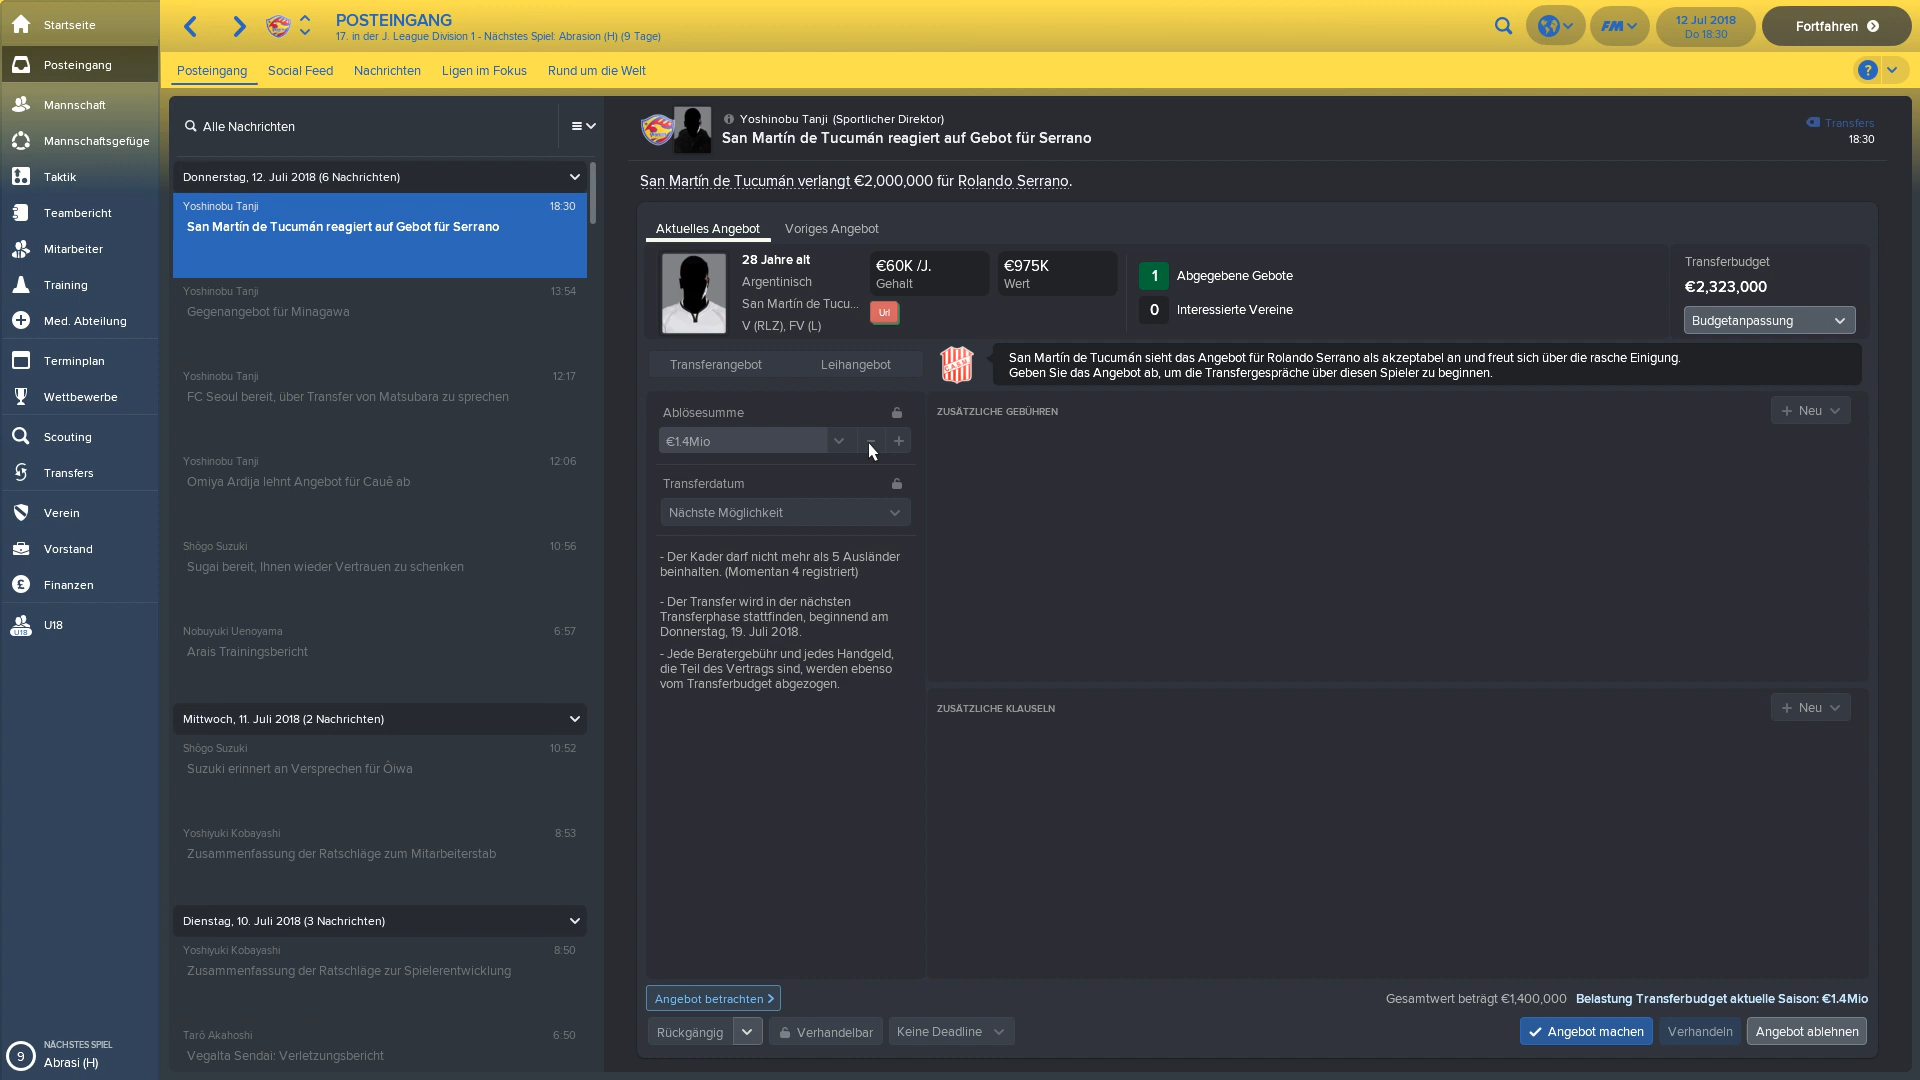 Startseite
Posteingang
Mannschaft
Mannschaftsgefüge
Taktik
Teambericht
Mitarbeiter
Training
Med. Abteilung
Terminplan
Wettbewerbe
Scouting
Transfers
Verein
Vorstand
Finanzen
U18
U18
9
NÄCHSTES SPIEL
Abrasi (H)
POSTEINGANG
17. in der J. League Division 1 - Nächstes Spiel: Abrasion (H) (9 Tage)
FM
12 Jul 2018
Do 18:30
Fortfahren
Posteingang
Social Feed
Nachrichten
Ligen im Fokus
Rund um die Welt
?
Alle Nachrichten
Donnerstag, 12. Juli 2018 (6 Nachrichten)
Yoshinobu Tanji 18:30
San Martín de Tucumán reagiert auf Gebot für Serrano
Yoshinobu Tanji 13:54
Gegenangebot für Minagawa
Yoshinobu Tanji 12:17
FC Seoul bereit, über Transfer von Matsubara zu sprechen
Yoshinobu Tanji 12:06
Omiya Ardija lehnt Angebot für Cauê ab
Shôgo Suzuki 10:56
Sugai bereit, Ihnen wieder Vertrauen zu schenken
Nobuyuki Uenoyama 6:57
Arais Trainingsbericht
Mittwoch, 11. Juli 2018 (2 Nachrichten)
Shôgo Suzuki 10:52
Suzuki erinnert an Versprechen für Ôiwa
Yoshiyuki Kobayashi 8:53
Zusammenfassung der Ratschläge zum Mitarbeiterstab
Dienstag, 10. Juli 2018 (3 Nachrichten)
Yoshiyuki Kobayashi 8:50
Zusammenfassung der Ratschläge zur Spielerentwicklung
Tarô Akahoshi 6:50
Vegalta Sendai: Verletzungsbericht
Yoshinobu Tanji (Sportlicher Direktor)
San Martín de Tucumán reagiert auf Gebot für Serrano
Transfers
18:30
San Martín de Tucumán verlangt €2,000,000 für Rolando Serrano.
Aktuelles Angebot
Voriges Angebot
28 Jahre alt
Argentinisch
San Martín de Tucu...
V (RLZ), FV (L)
€60K /J.
Gehalt
€975K
Wert
Url
1 Abgegebene Gebote
0 Interessierte Vereine
Transferbudget
€2,323,000
Budgetanpassung
Transferangebot
Leihangebot
San Martín de Tucumán sieht das Angebot für Rolando Serrano als akzeptabel an und freut sich über die rasche Einigung.
Geben Sie das Angebot ab, um die Transfergespräche über diesen Spieler zu beginnen.
Ablösesumme
€1.4Mio
Transferdatum
Nächste Möglichkeit
- Der Kader darf nicht mehr als 5 Ausländer
beinhalten. (Momentan 4 registriert)
- Der Transfer wird in der nächsten
Transferphase stattfinden, beginnend am
Donnerstag, 19. Juli 2018.
- Jede Beratergebühr und jedes Handgeld,
die Teil des Vertrags sind, werden ebenso
vom Transferbudget abgezogen.
ZUSÄTZLICHE GEBÜHREN
Neu
ZUSÄTZLICHE KLAUSELN
Neu
Angebot betrachten
Gesamtwert beträgt €1,400,000 Belastung Transferbudget aktuelle Saison: €1.4Mio
Rückgängig
Verhandelbar
Keine Deadline
Angebot machen
Verhandeln
Angebot ablehnen